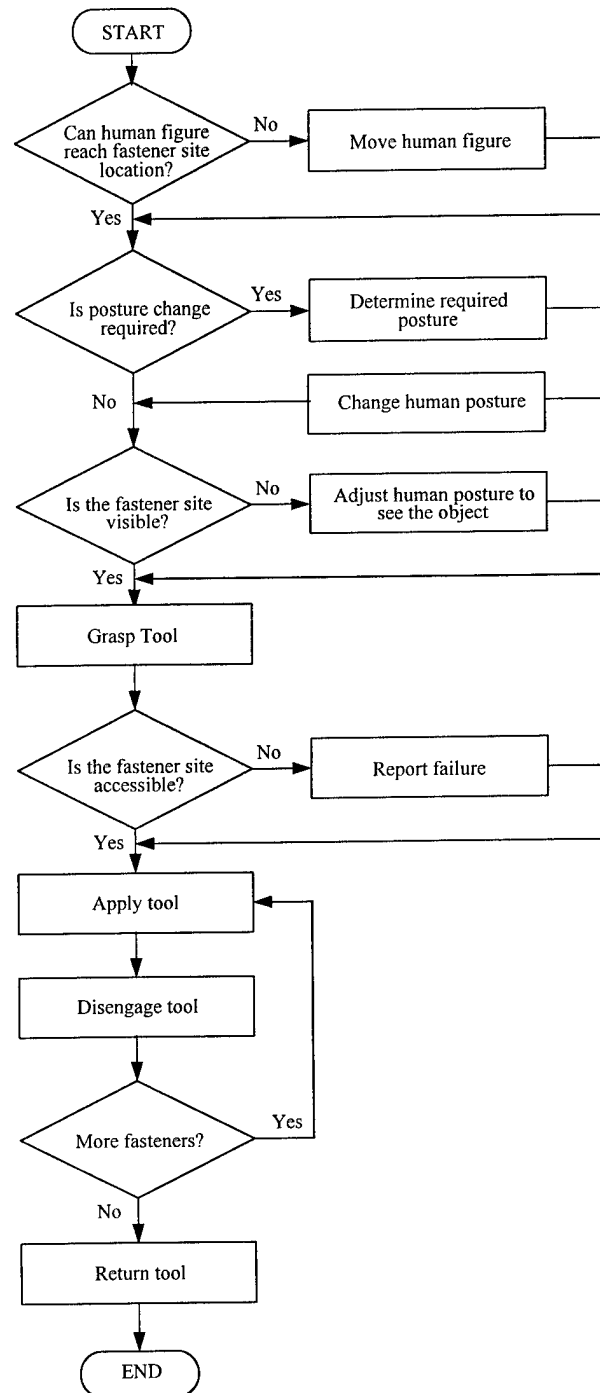 START
Can human figure
reach fastener site
location?
No
Move human figure
Yes
Is posture change
required?
Yes
Determine required
posture
No
Change human posture
Is the fastener site
visible?
No
Adjust human posture to
see the object
Yes
Grasp Tool
Is the fastener site
accessible?
No
Report failure
Yes
Apply tool
Disengage tool
More fasteners?
Yes
No
Return tool
END